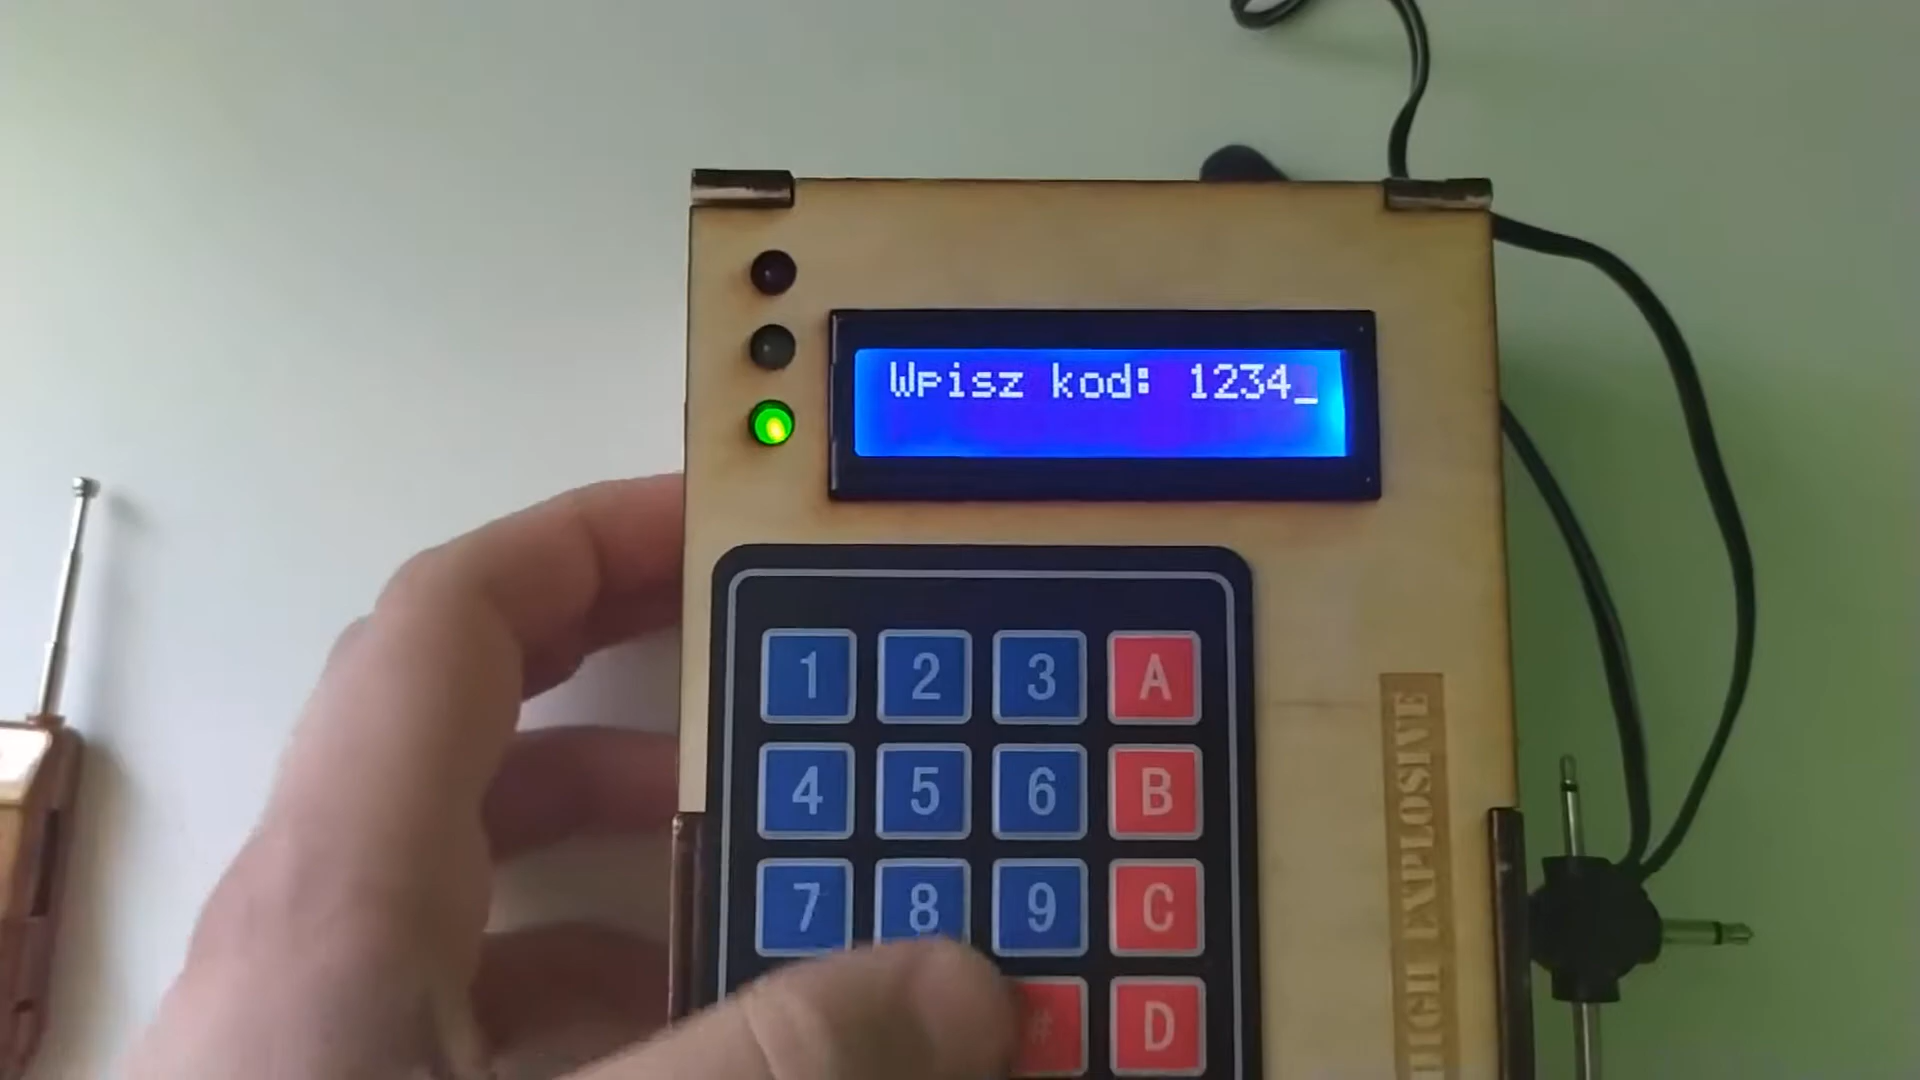 Wpisz kod: 1234_
1 2 3 A
4 5 6 B
7 8 9 C
# D
HIGH EXPLOSIVE